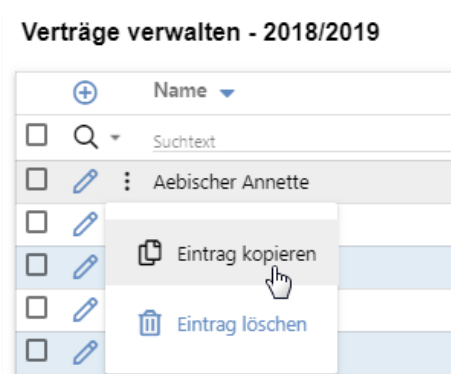 Verträge verwalten - 2018/2019
Name
Suchtext
Aebischer Annette
Eintrag kopieren
Eintrag löschen